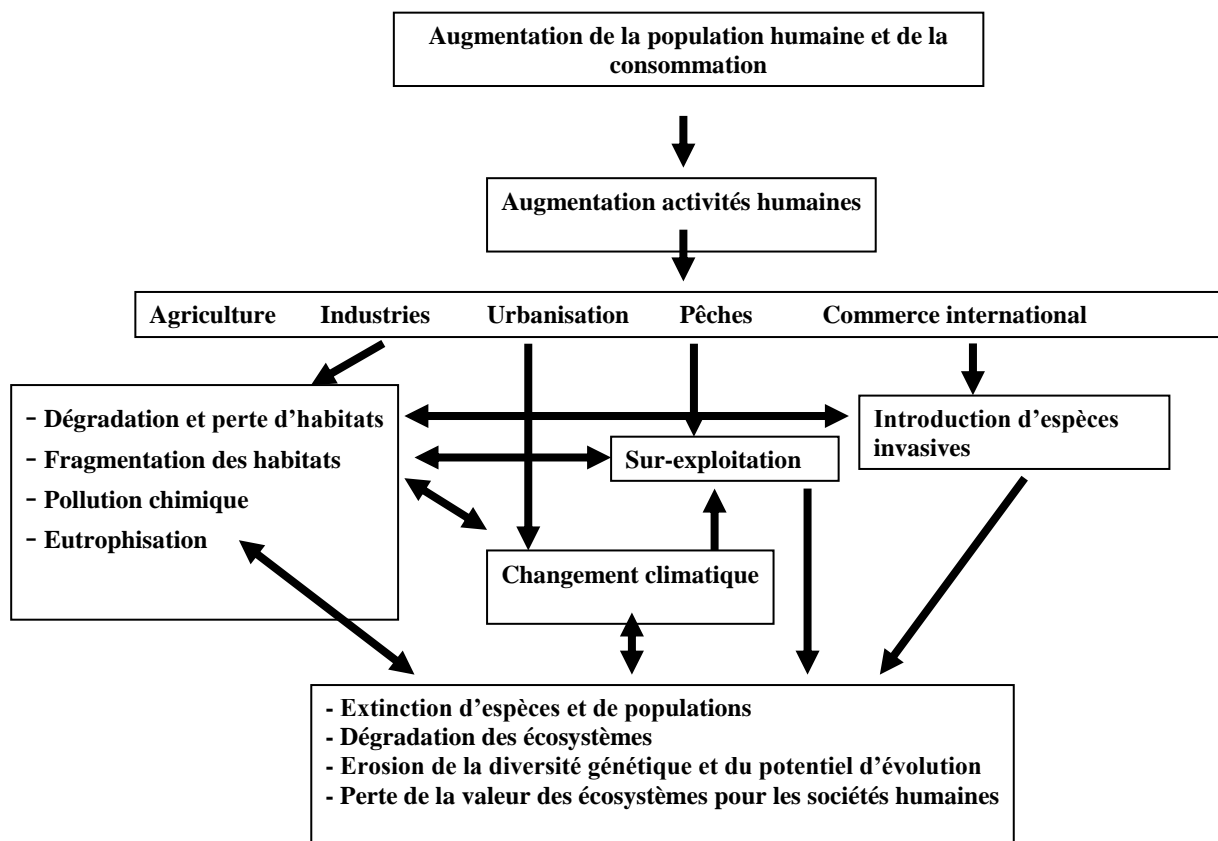 Augmentation de la population humaine et de la
consommation
Augmentation activités humaines
Agriculture Industries Urbanisation Pêches Commerce international
- Dégradation et perte d'habitats
- Fragmentation des habitats
- Pollution chimique
- Eutrophisation
Introduction d'espèces
invasives
Sur-exploitation
Changement climatique
- Extinction d'espèces et de populations
- Dégradation des écosystèmes
- Erosion de la diversité génétique et du potentiel d'évolution
- Perte de la valeur des écosystèmes pour les sociétés humaines